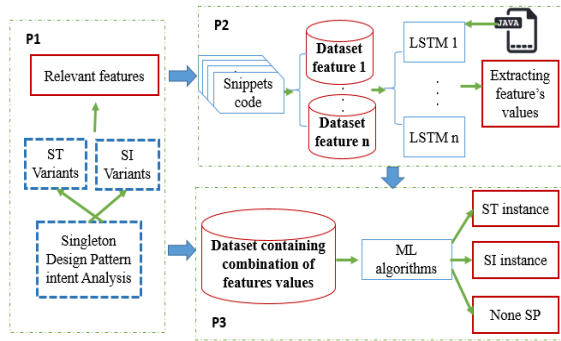 P1
Relevant features
ST
Variants
SI
Variants
Singleton
Design Pattern
intent Analysis
P2
Snippets
code
Dataset
feature 1
Dataset
feature n
LSTM 1
LSTM n
JAVA
Extracting
feature's
values
Dataset containing
combination of
features values
ML
algorithms
ST instance
SI instance
None SP
P3